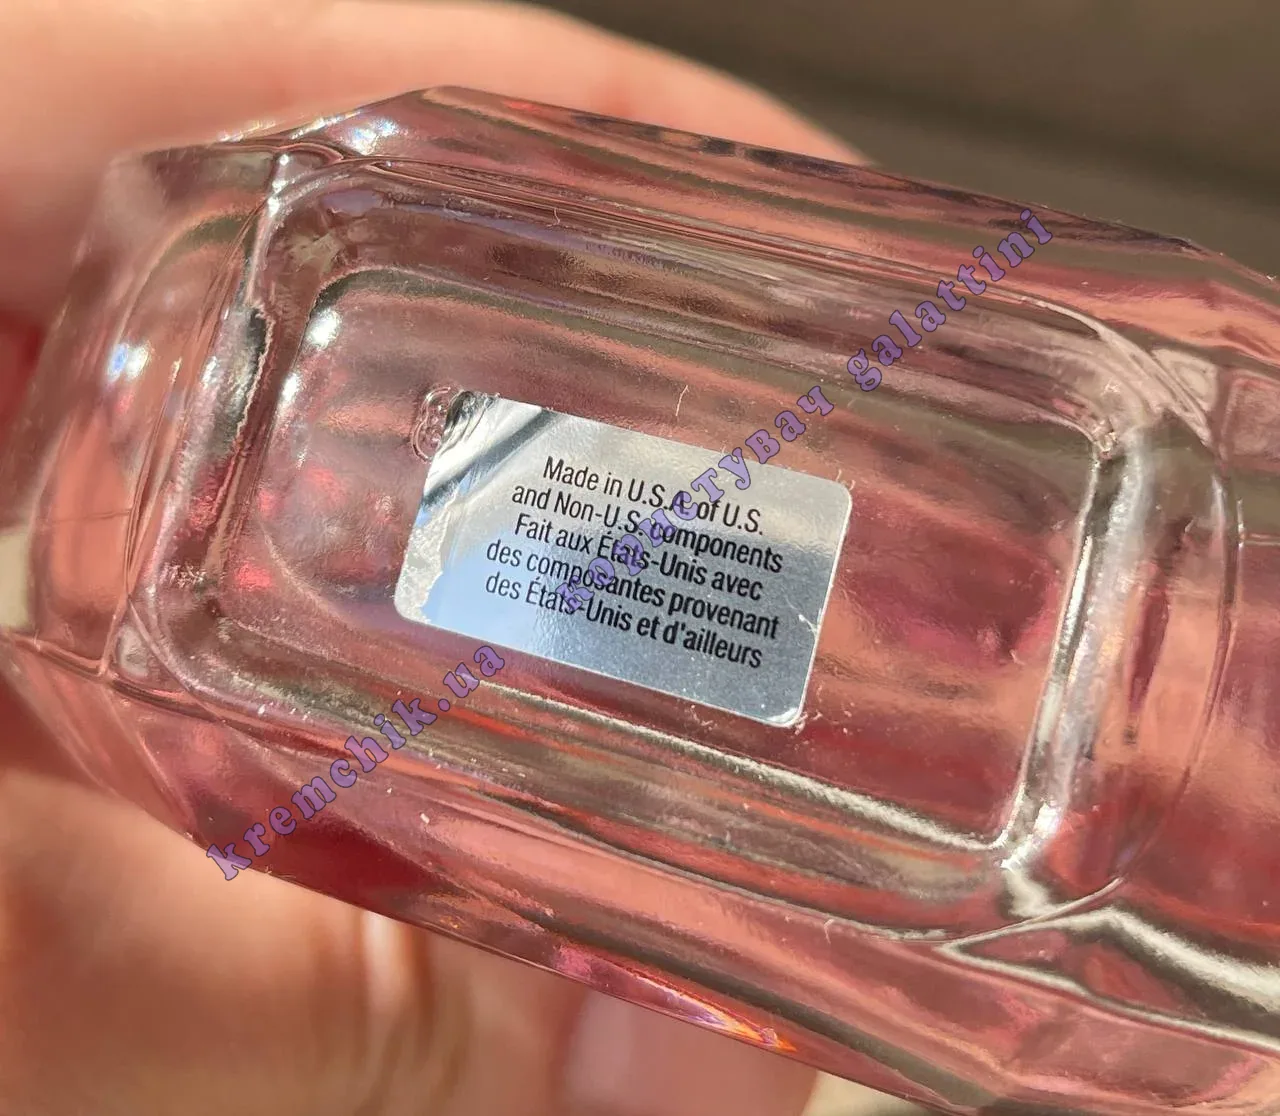 Made in U.S.A. of U.S.
and Non-U.S. components
Fait aux États-Unis avec
des composantes provenant
des États-Unis et d'ailleurs
kremchik.ua користувач galattini